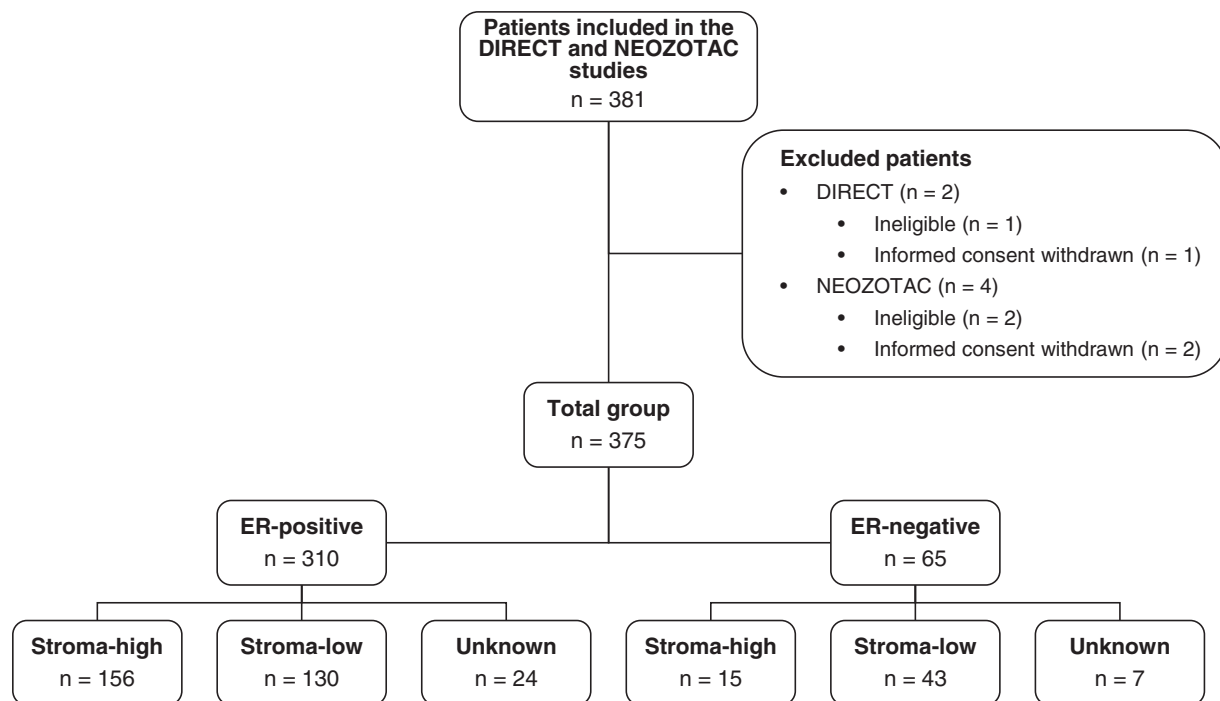 Patients included in the
DIRECT and NEOZOTAC
studies
n = 381
Excluded patients
• DIRECT (n = 2)
• Ineligible (n = 1)
• Informed consent withdrawn (n = 1)
• NEOZOTAC (n = 4)
• Ineligible (n = 2)
• Informed consent withdrawn (n = 2)
Total group
n = 375
ER-positive
n = 310
ER-negative
n = 65
Stroma-high
n = 156
Stroma-low
n = 130
Unknown
n = 24
Stroma-high
n = 15
Stroma-low
n = 43
Unknown
n = 7